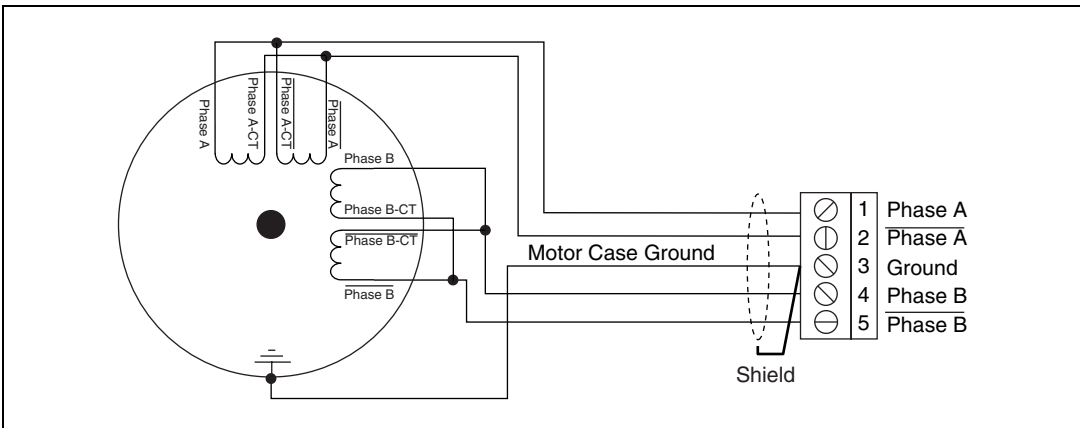 Phase A
Phase A-CT
Phase A-CT
Phase A
Phase B
Phase B-CT
Phase B-CT
Phase B
Motor Case Ground
1 Phase A
2 Phase A
3 Ground
4 Phase B
5 Phase B
Shield